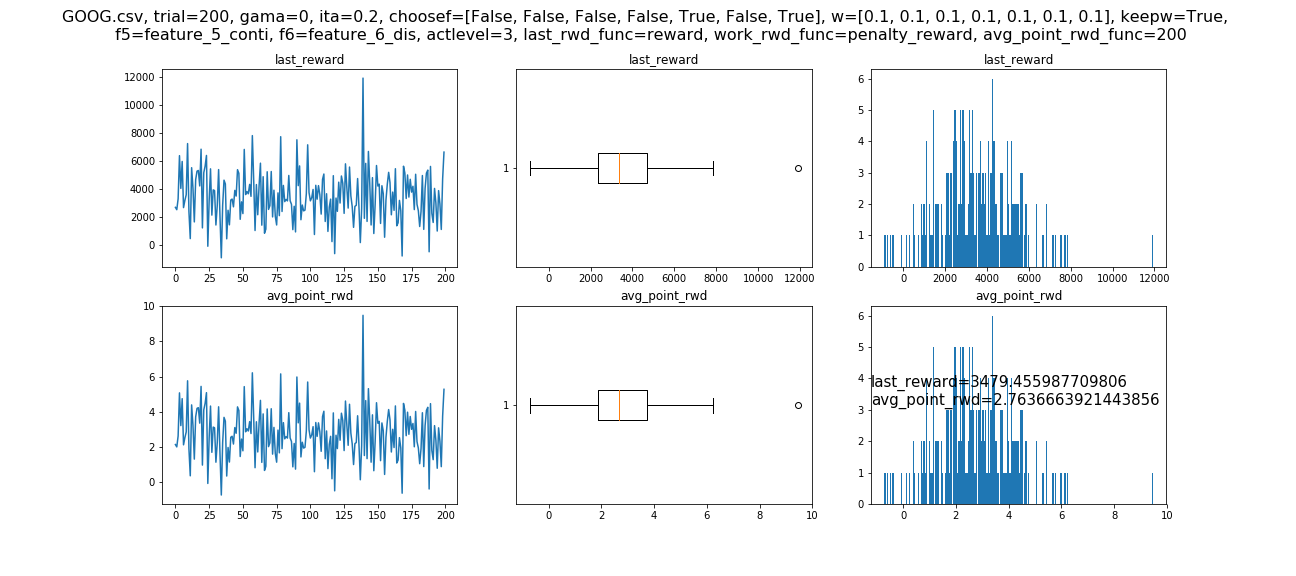 GOOG.csv, trial=200, gama=0, ita=0.2, choosef=[False, False, False, False, True, False, True], w=[0.1, 0.1, 0.1, 0.1, 0.1, 0.1, 0.1], keepw=True,
f5=feature_5_conti, f6=feature_6_dis, actlevel=3, last_rwd_func=reward, work_rwd_func=penalty_reward, avg_point_rwd_func=200
last_reward
12000
10000
8000
6000
4000
2000
0
0 25 50 75 100 125 150 175 200
last_reward
1
0 2000 4000 6000 8000 10000 12000
last_reward
6
5
4
3
2
1
0
0 2000 4000 6000 8000 10000 12000
avg_point_rwd
10
8
6
4
2
0
0 25 50 75 100 125 150 175 200
avg_point_rwd
1
0 2 4 6 8 10
avg_point_rwd
6
5
4
3
2
1
0
last_reward=3479.455987709806
avg_point_rwd=2.7636663921443856
0 2 4 6 8 10